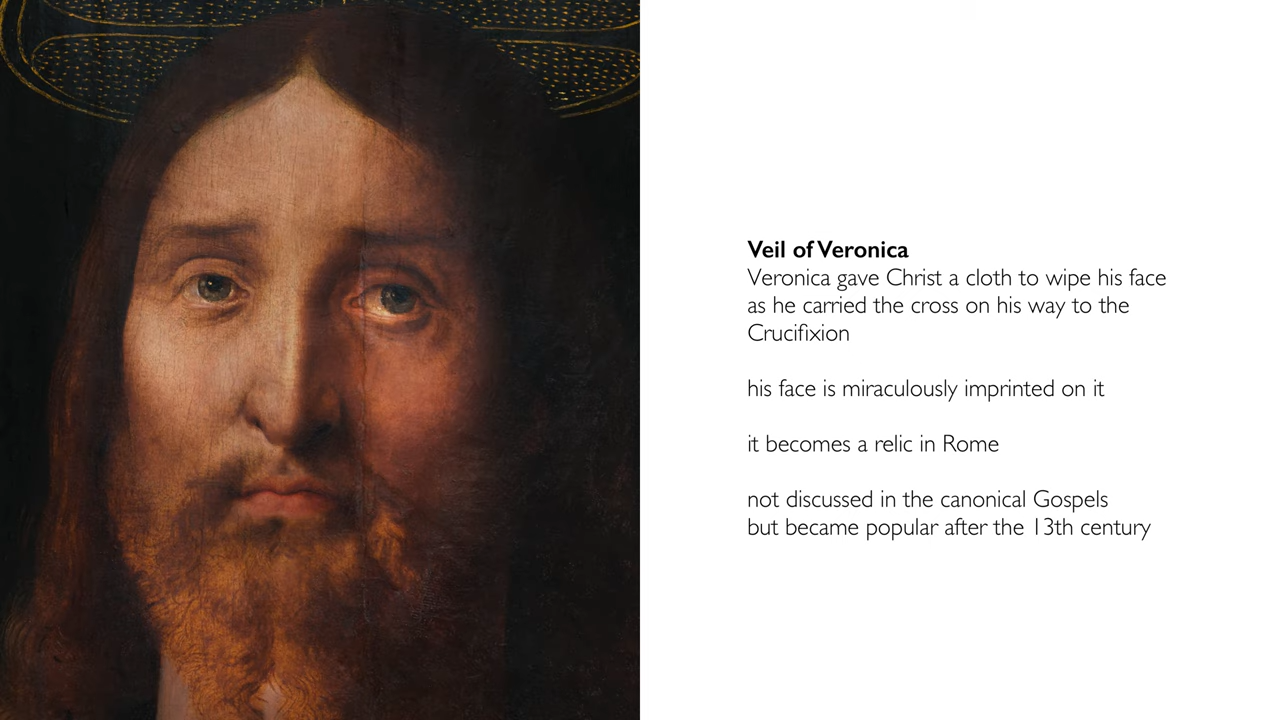 Veil of Veronica
Veronica gave Christ a cloth to wipe his face
as he carried the cross on his way to the
Crucifixion
his face is miraculously imprinted on it
it becomes a relic in Rome
not discussed in the canonical Gospels
but became popular after the 13th century